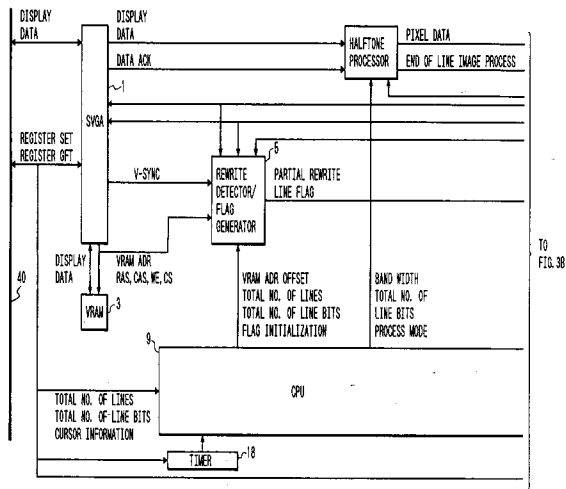 DISPLAY
DATA
DISPLAY
DATA
DATA ACK
1
SVGA
HALFTONE
PROCESSOR
PIXEL DATA
END OF LINE IMAGE PROCESS
REGISTER SET
REGISTER GET
V-SYNC
REWRITE
DETECTOR/
FLAG
GENERATOR
6
PARTIAL REWRITE
LINE FLAG
TO
FIG.3B
40
DISPLAY
DATA
VRAM ADR
RAS, CAS, WE, CS
VRAM
3
VRAM ADR OFFSET
TOTAL NO. OF LINES
TOTAL NO. OF LINE BITS
FLAG INITIALIZATION
BAND WIDTH
TOTAL NO. OF
LINE BITS
PROCESS MODE
9
CPU
TOTAL NO. OF LINES
TOTAL NO. OF LINE BITS
CURSOR INFORMATION
TIMER
18